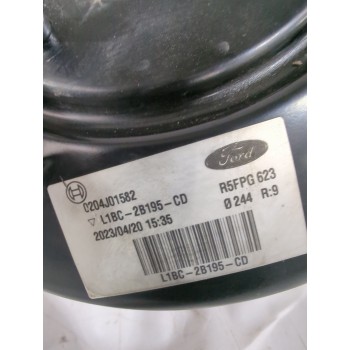 Ford
0204J01582
R5FPG 623
L1BC-2B195-CD
Ø 244 R:9
2023/04/20 15:35
L1BC-2B195-CD